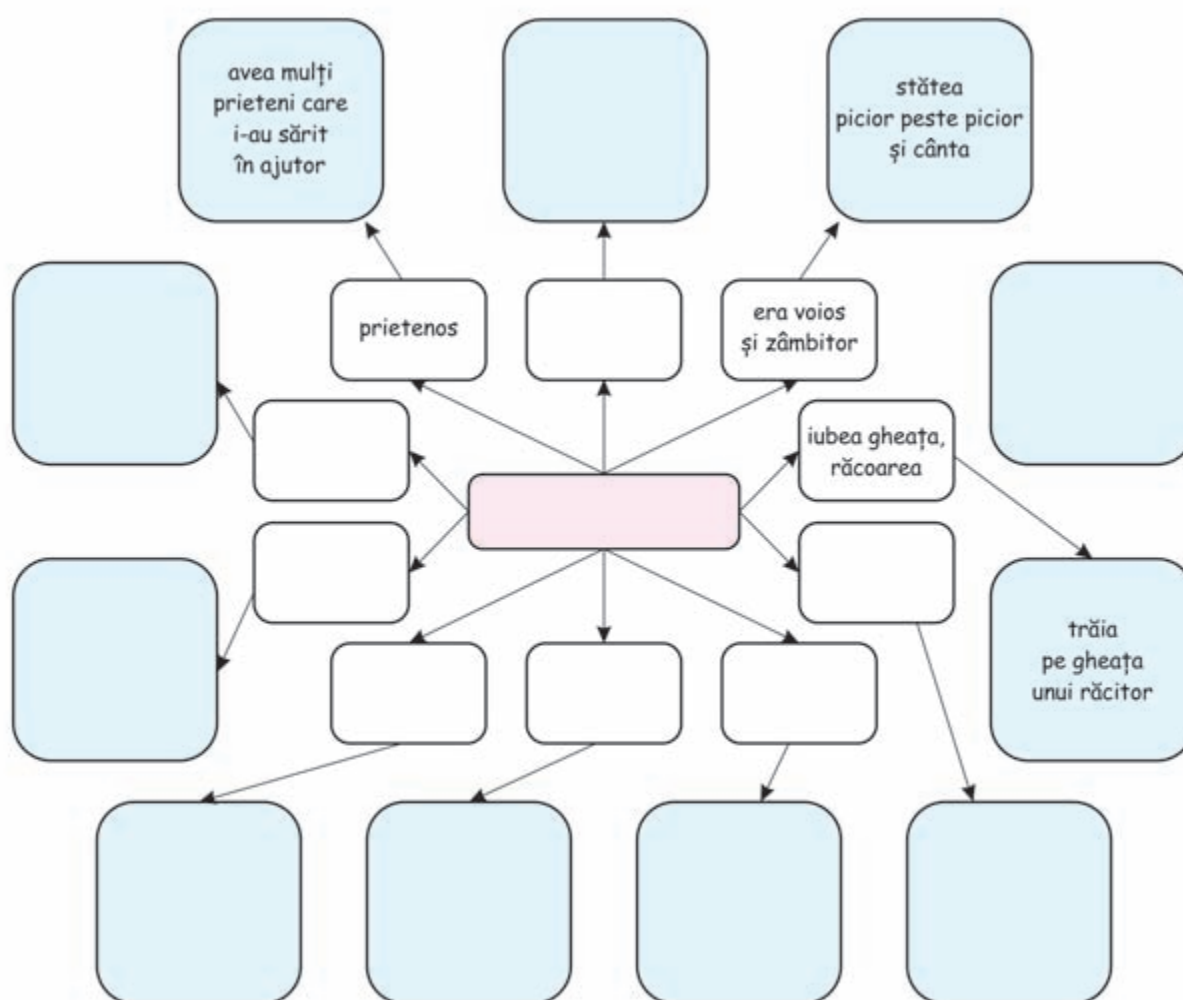 avea mulți
prieteni care
i-au sărit
în ajutor
stătea
picior peste picior
și cânta
prietenos
era voios
și zâmbitor
iubea gheața,
răcoarea
trăia
pe gheața
unui răcitor